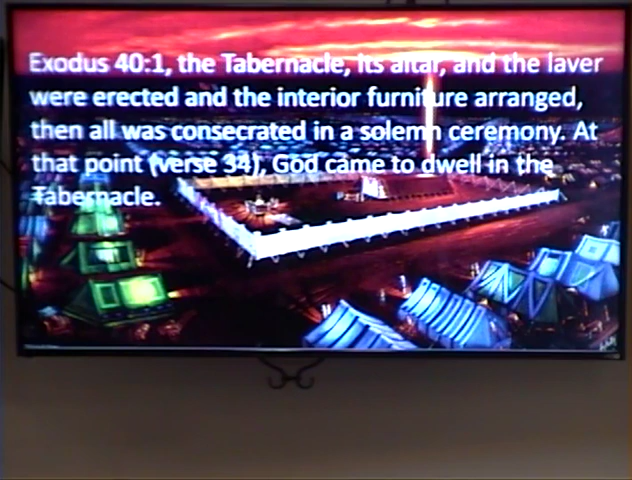 Exodus 40:1, the Tabernacle, its altar, and the laver
were erected and the interior furniture arranged,
then all was consecrated in a solemn ceremony. At
that point (verse 34), God came to dwell in the
Tabernacle.